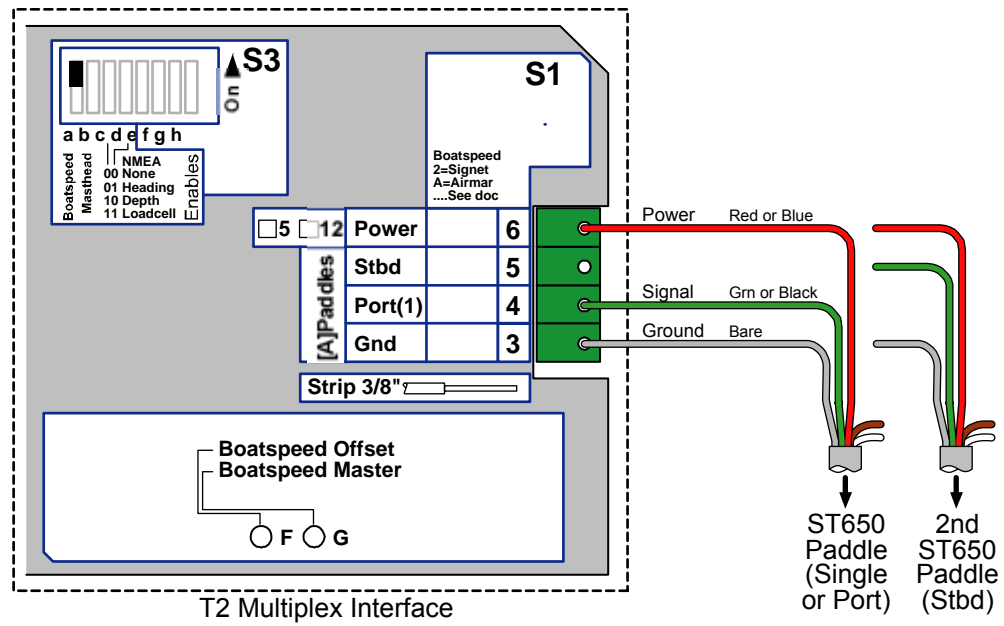 S3
On
a b c d e f g h
Boatspeed
Masthead
NMEA
00 None
01 Heading
10 Depth
11 Loadcell
Enables
S1
Boatspeed
2=Signet
A=Airmar
....See doc
5 12 Power 6
Stbd 5
Port(1) 4
Gnd 3
[A]Paddles
Strip 3/8"
Power Red or Blue
Signal Grn or Black
Ground Bare
Boatspeed Offset
Boatspeed Master
F G
ST650
Paddle
(Single
or Port)
2nd
ST650
Paddle
(Stbd)
T2 Multiplex Interface